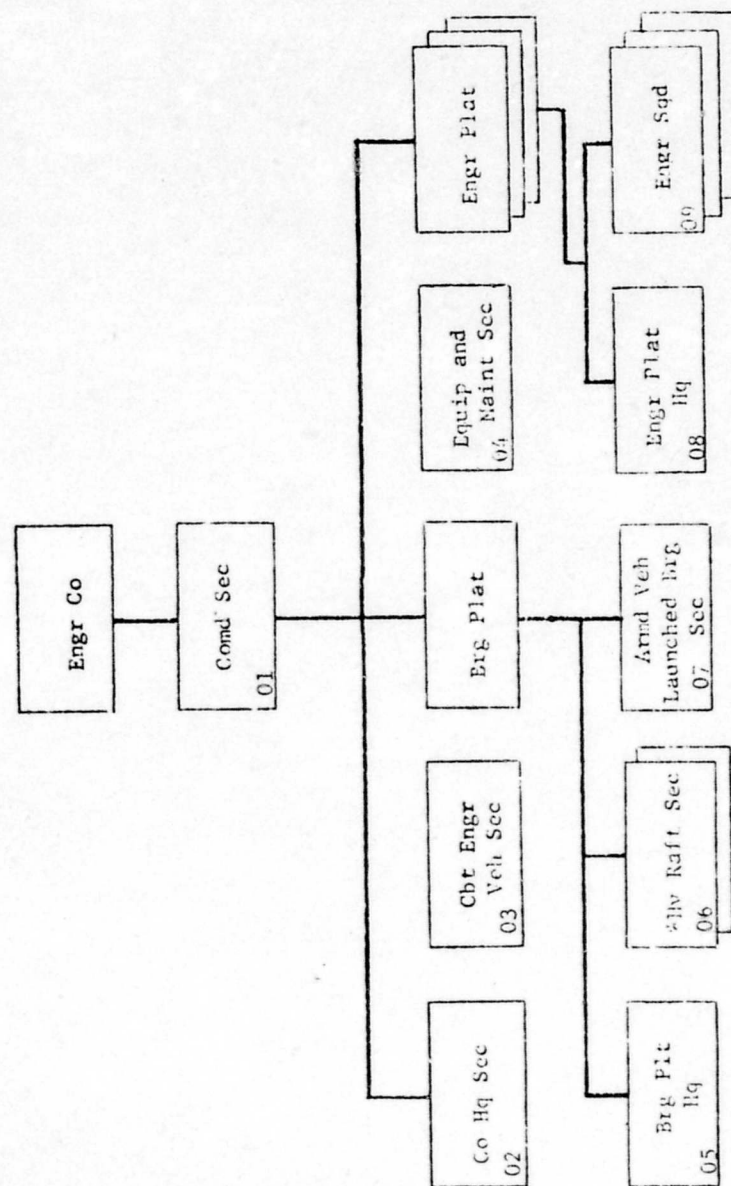 Engr Co
Comd Sec
01
Co Hq Sec
02
Cbt Engr
Veh Sec
03
Brg Plat
Equip and
Maint Sec
04
Engr Plat
Brg Plt
Hq
05
Raft Sec
06
Armd Veh
Launched Brg
07 Sec
Engr Plat
Hq
08
Engr Sqd
09